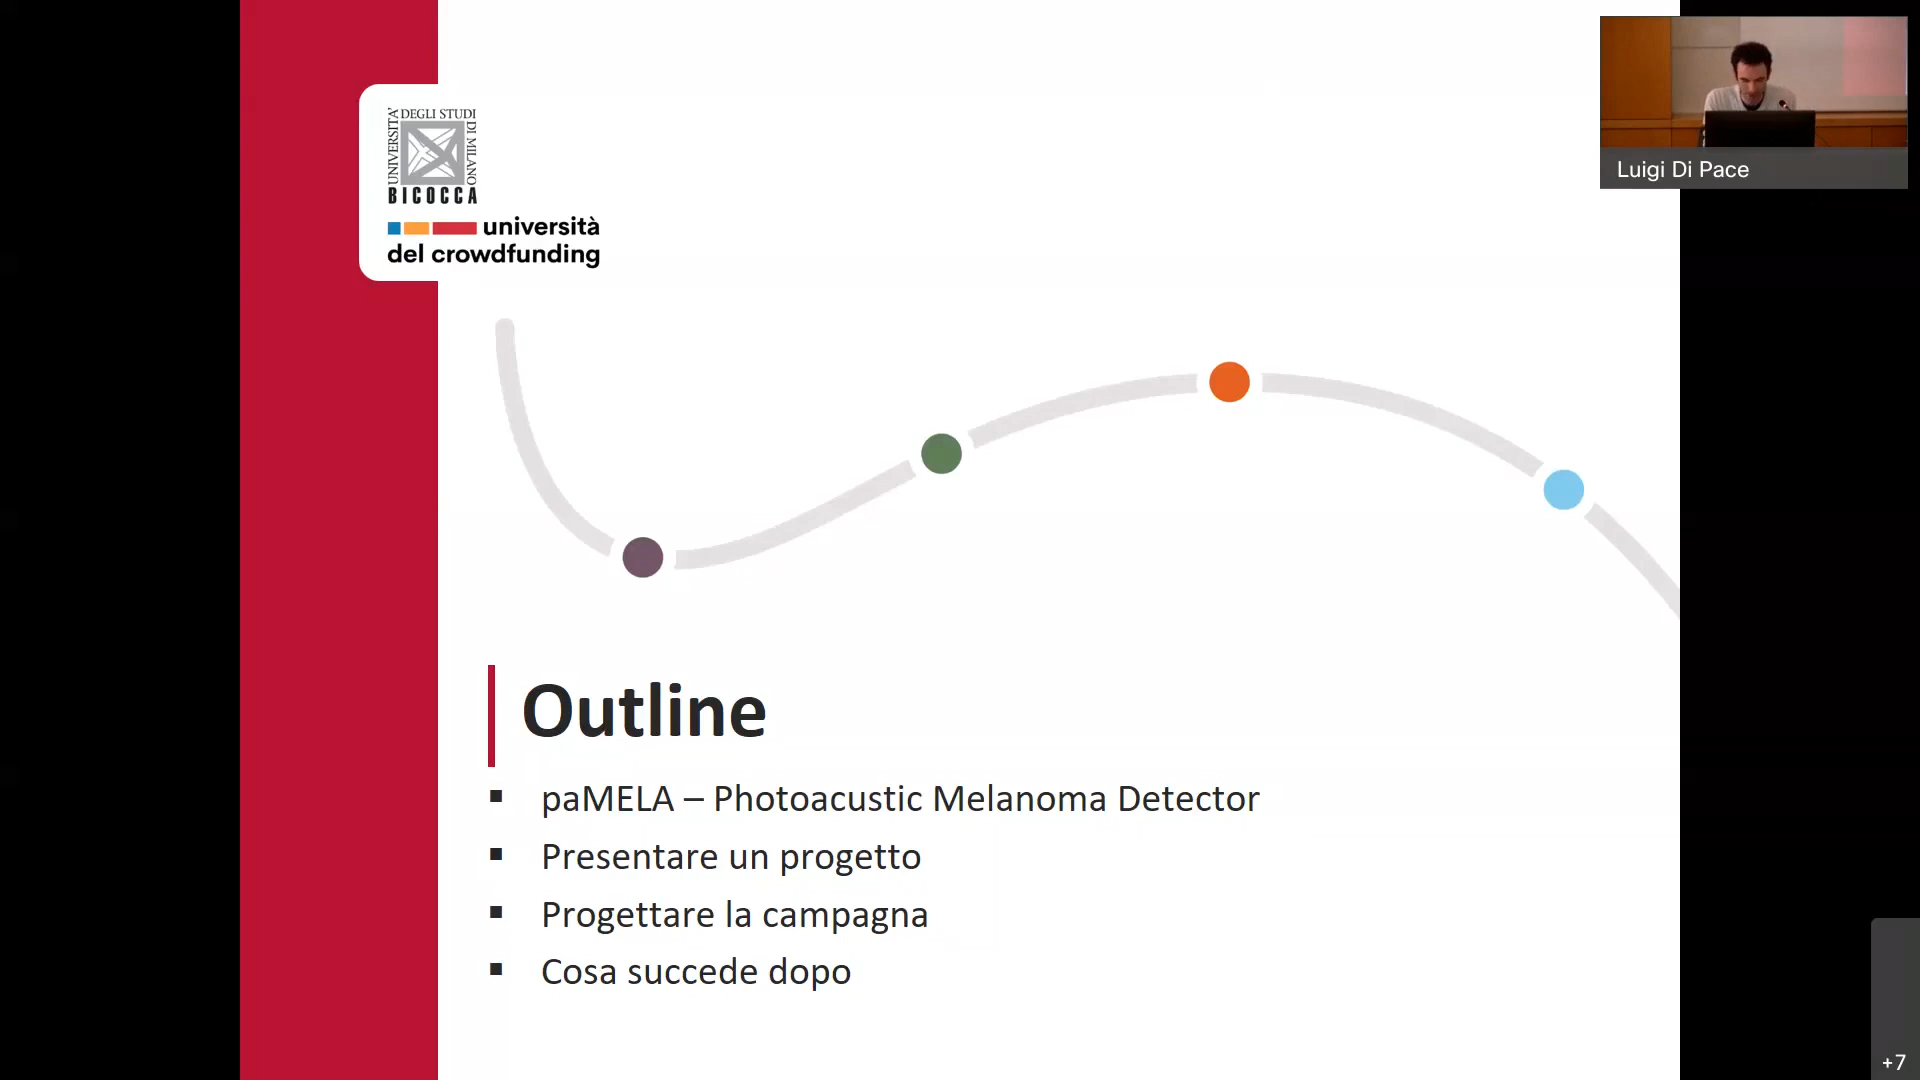 UNIVERSITA'
DEGLI STUDI
DI MILANO
BICOCCA
università
del crowdfunding
Luigi Di Pace
Outline
▪ paMELA – Photoacustic Melanoma Detector
▪ Presentare un progetto
▪ Progettare la campagna
▪ Cosa succede dopo
+7